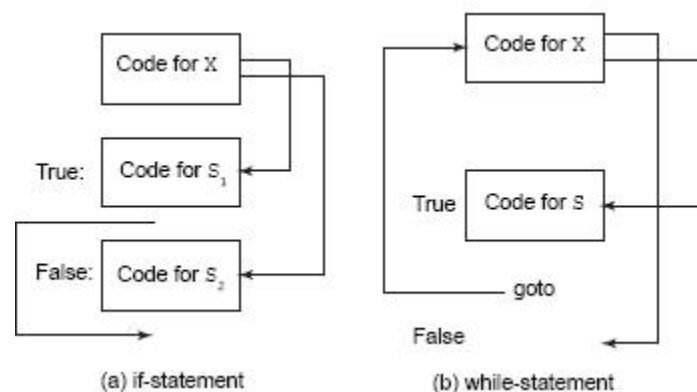 Code for X
True:
Code for S₁
False:
Code for S₂
(a) if-statement
Code for X
True
Code for S
goto
False
(b) while-statement